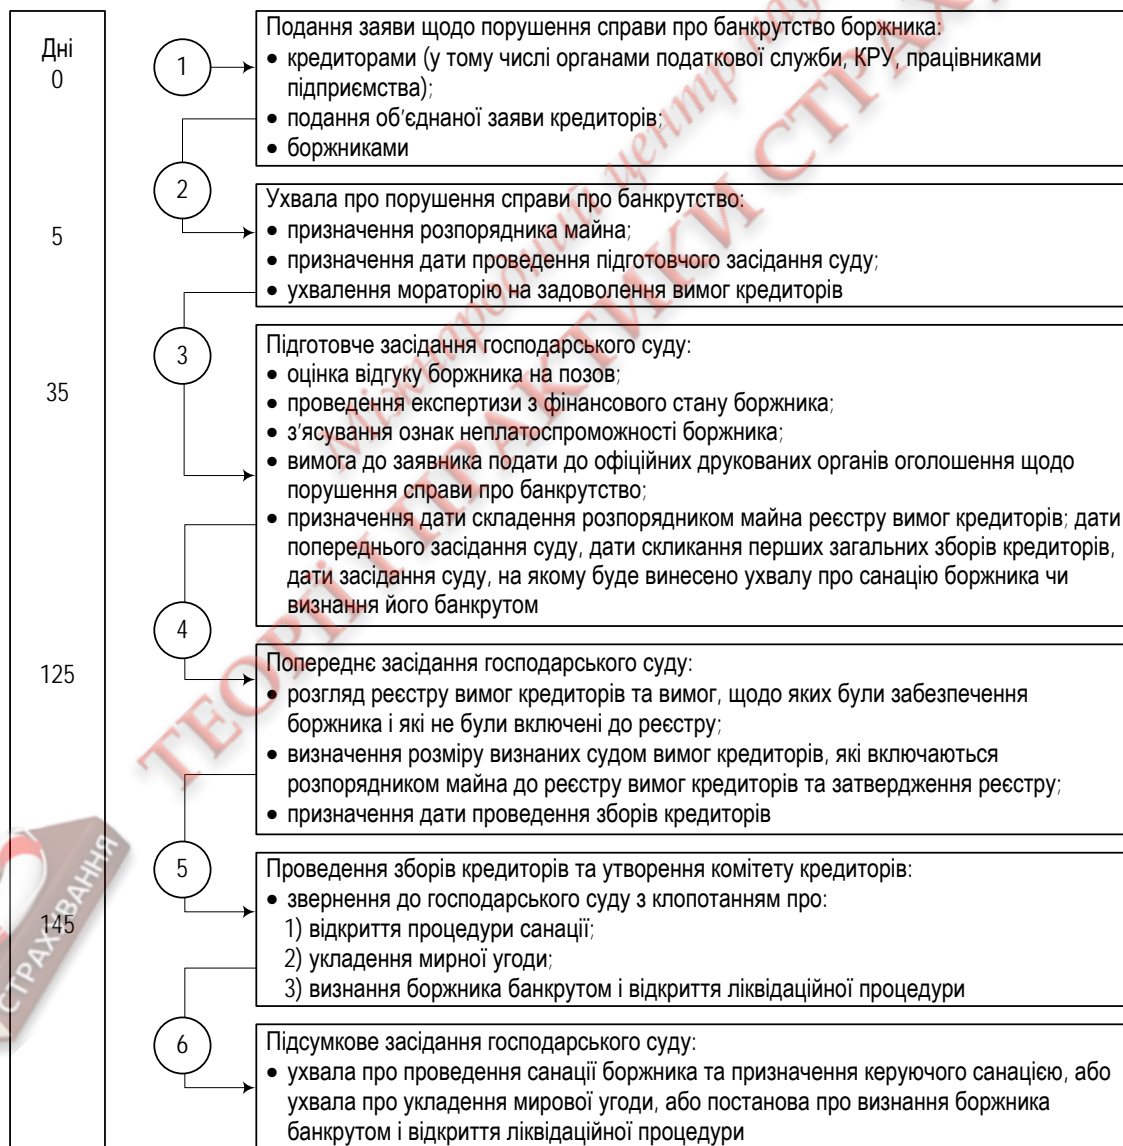 Дні
0
1
Подання заяви щодо порушення справи про банкрутство боржника:
• кредиторами (у тому числі органами податкової служби, КРУ, працівниками
підприємства);
• подання об’єднаної заяви кредиторів;
• боржниками
2
5
Ухвала про порушення справи про банкрутство:
• призначення розпорядника майна;
• призначення дати проведення підготовчого засідання суду;
• ухвалення мораторію на задоволення вимог кредиторів
3
35
Підготовче засідання господарського суду:
• оцінка відгуку боржника на позов;
• проведення експертизи з фінансового стану боржника;
• з’ясування ознак неплатоспроможності боржника;
• вимога до заявника подати до офіційних друкованих органів оголошення щодо
порушення справи про банкрутство;
• призначення дати складення розпорядником майна реєстру вимог кредиторів; дати
попереднього засідання суду, дати скликання перших загальних зборів кредиторів,
дати засідання суду, на якому буде винесено ухвалу про санацію боржника чи
визнання його банкрутом
4
125
Попереднє засідання господарського суду:
• розгляд реєстру вимог кредиторів та вимог, щодо яких були забезпечення
боржника і які не були включені до реєстру;
• визначення розміру визнаних судом вимог кредиторів, які включаються
розпорядником майна до реєстру вимог кредиторів та затвердження реєстру;
• призначення дати проведення зборів кредиторів
5
145
Проведення зборів кредиторів та утворення комітету кредиторів:
• звернення до господарського суду з клопотанням про:
1) відкриття процедури санації;
2) укладення мирної угоди;
3) визнання боржника банкрутом і відкриття ліквідаційної процедури
6
Підсумкове засідання господарського суду:
• ухвала про проведення санації боржника та призначення керуючого санацією, або
ухвала про укладення мирової угоди, або постанова про визнання боржника
банкрутом і відкриття ліквідаційної процедури
Міжнародний центр
ТЕОРІЇ І ПРАКТИКИ